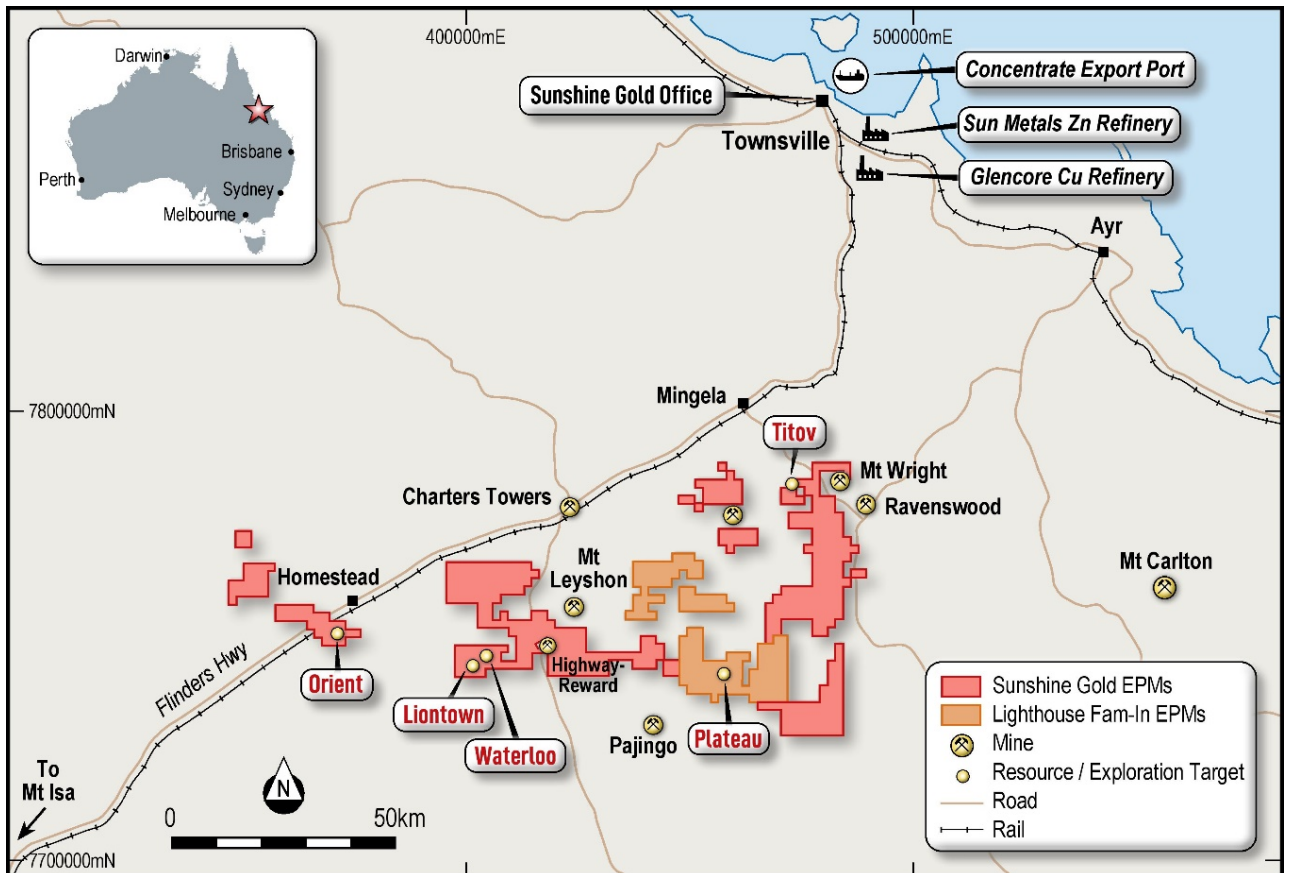 400000mE
500000mE
Darwin
Brisbane
Perth
Sydney
Melbourne
Concentrate Export Port
Sunshine Gold Office
Sun Metals Zn Refinery
Townsville
Glencore Cu Refinery
Ayr
Mingela
7800000mN
Titov
Mt Wright
Charters Towers
Ravenswood
Mt
Leyshon
Mt Carlton
Homestead
Highway-
Reward
Orient
Flinders Hwy
Liontown
Waterloo
Pajingo
Plateau
To
Mt Isa
N
0
50km
7700000mN
Sunshine Gold EPMs
Lighthouse Fam-In EPMs
Mine
Resource / Exploration Target
Road
Rail